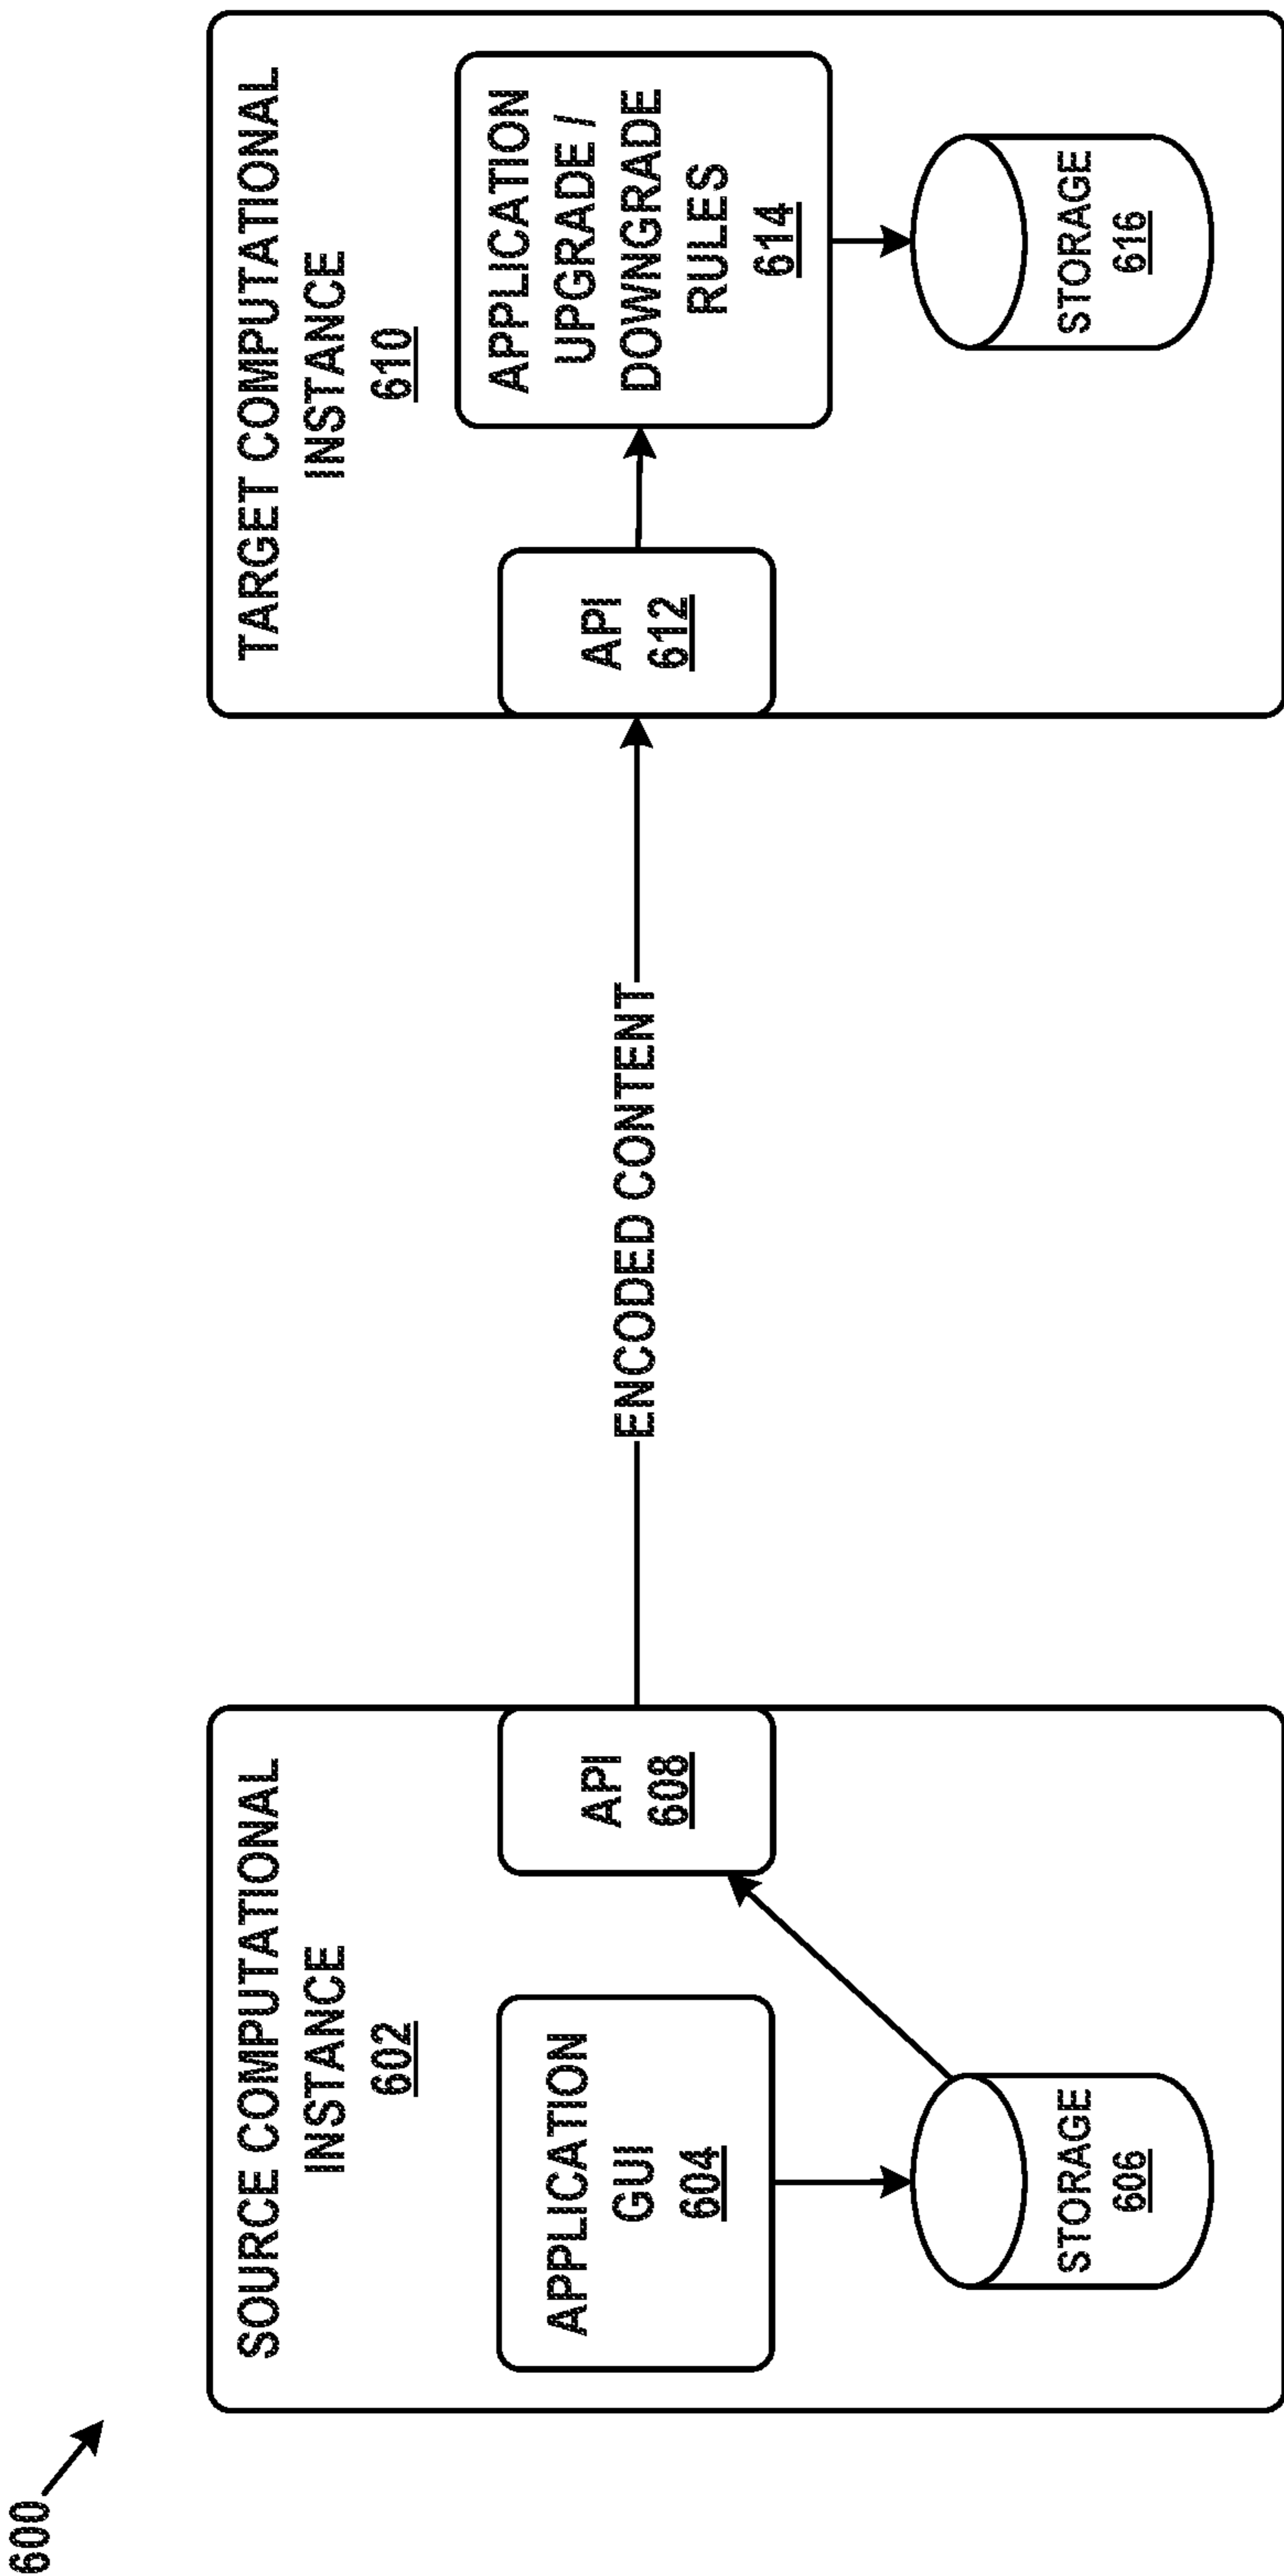 600
SOURCE COMPUTATIONAL
INSTANCE
602
APPLICATION
GUI
604
API
608
STORAGE
606
ENCODED CONTENT
TARGET COMPUTATIONAL
INSTANCE
610
API
612
APPLICATION
UPGRADE /
DOWNGRADE
RULES
614
STORAGE
616